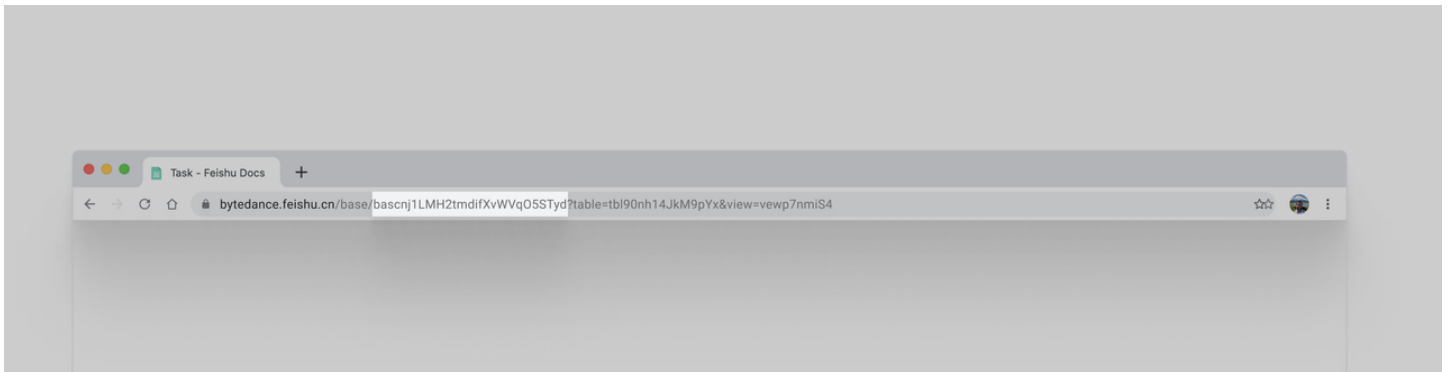 Task - Feishu Docs
bytedance.feishu.cn/base/bascnj1LMH2tmdifXvWVqO5STyd?table=tbl90nh14JkM9pYx&view=vewp7nmiS4